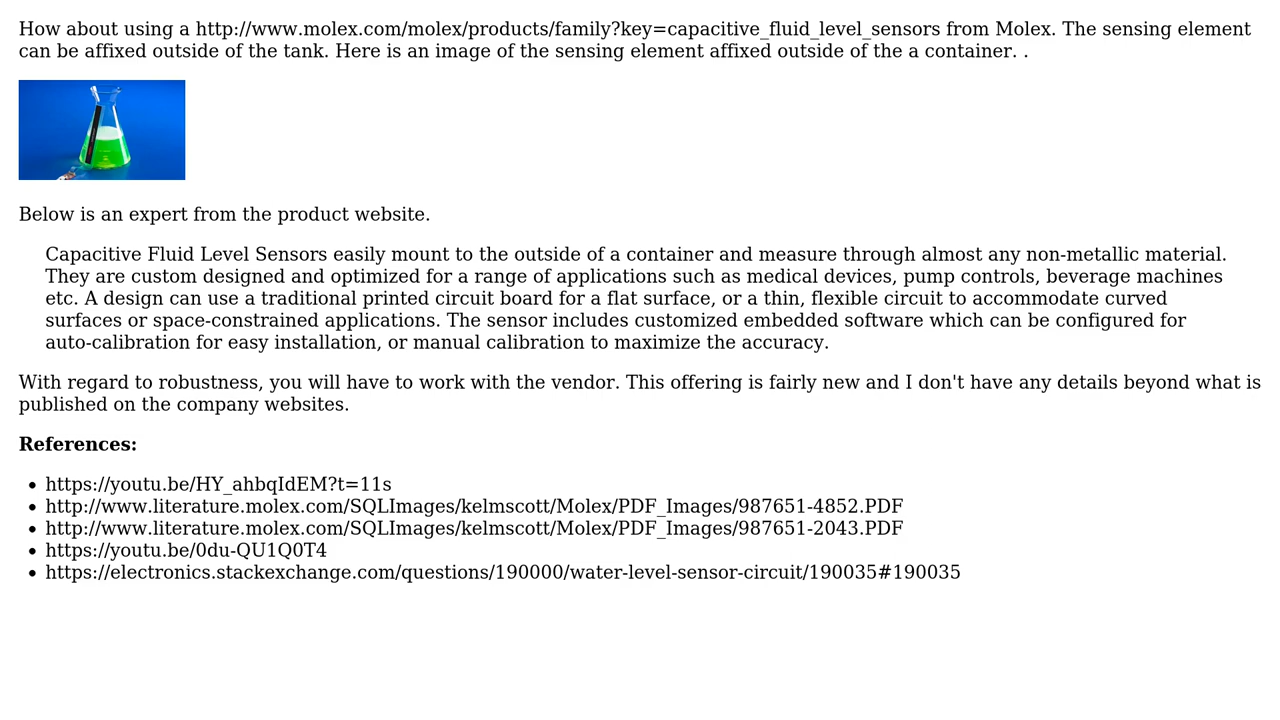 How about using a http://www.molex.com/molex/products/family?key=capacitive_fluid_level_sensors from Molex. The sensing element
can be affixed outside of the tank. Here is an image of the sensing element affixed outside of the a container. .
Below is an expert from the product website.
Capacitive Fluid Level Sensors easily mount to the outside of a container and measure through almost any non-metallic material.
They are custom designed and optimized for a range of applications such as medical devices, pump controls, beverage machines
etc. A design can use a traditional printed circuit board for a flat surface, or a thin, flexible circuit to accommodate curved
surfaces or space-constrained applications. The sensor includes customized embedded software which can be configured for
auto-calibration for easy installation, or manual calibration to maximize the accuracy.
With regard to robustness, you will have to work with the vendor. This offering is fairly new and I don't have any details beyond what is
published on the company websites.
References:
• https://youtu.be/HY_ahbqIdEM?t=11s
• http://www.literature.molex.com/SQLImages/kelmscott/Molex/PDF_Images/987651-4852.PDF
• http://www.literature.molex.com/SQLImages/kelmscott/Molex/PDF_Images/987651-2043.PDF
• https://youtu.be/0du-QU1Q0T4
• https://electronics.stackexchange.com/questions/190000/water-level-sensor-circuit/190035#190035